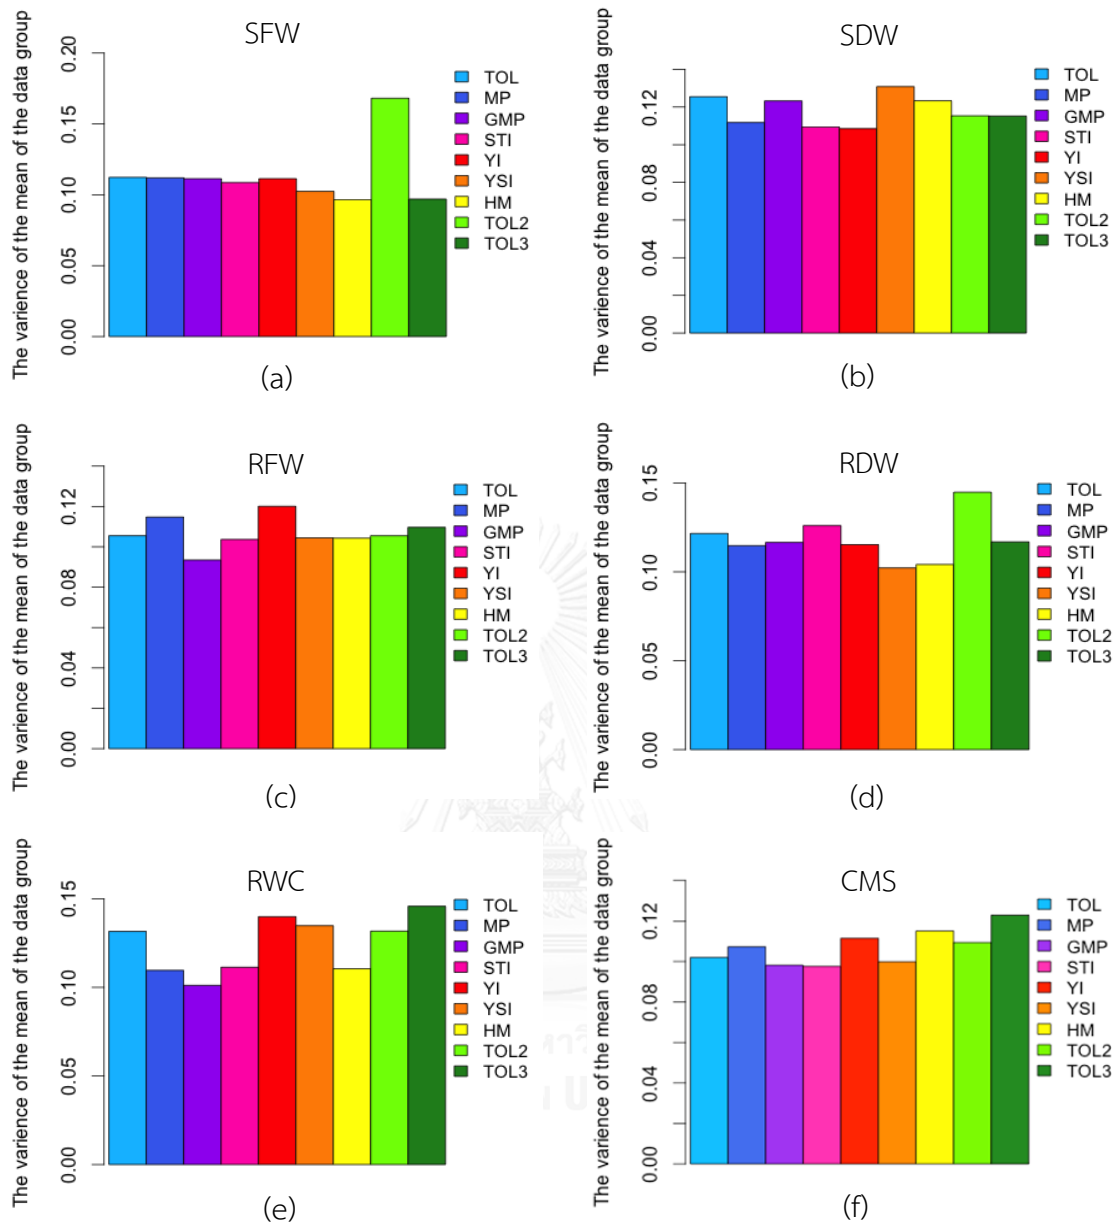 SFW
The varience of the mean of the data group
0.00
0.05
0.10
0.15
0.20
TOL
MP
GMP
STI
YI
YSI
HM
TOL2
TOL3
(a)
SDW
The varience of the mean of the data group
0.00
0.04
0.08
0.12
TOL
MP
GMP
STI
YI
YSI
HM
TOL2
TOL3
(b)
RFW
The varience of the mean of the data group
0.00
0.04
0.08
0.12
TOL
MP
GMP
STI
YI
YSI
HM
TOL2
TOL3
(c)
RDW
The varience of the mean of the data group
0.00
0.05
0.10
0.15
TOL
MP
GMP
STI
YI
YSI
HM
TOL2
TOL3
(d)
RWC
The varience of the mean of the data group
0.00
0.05
0.10
0.15
TOL
MP
GMP
STI
YI
YSI
HM
TOL2
TOL3
(e)
CMS
The varience of the mean of the data group
0.00
0.04
0.08
0.12
TOL
MP
GMP
STI
YI
YSI
HM
TOL2
TOL3
(f)